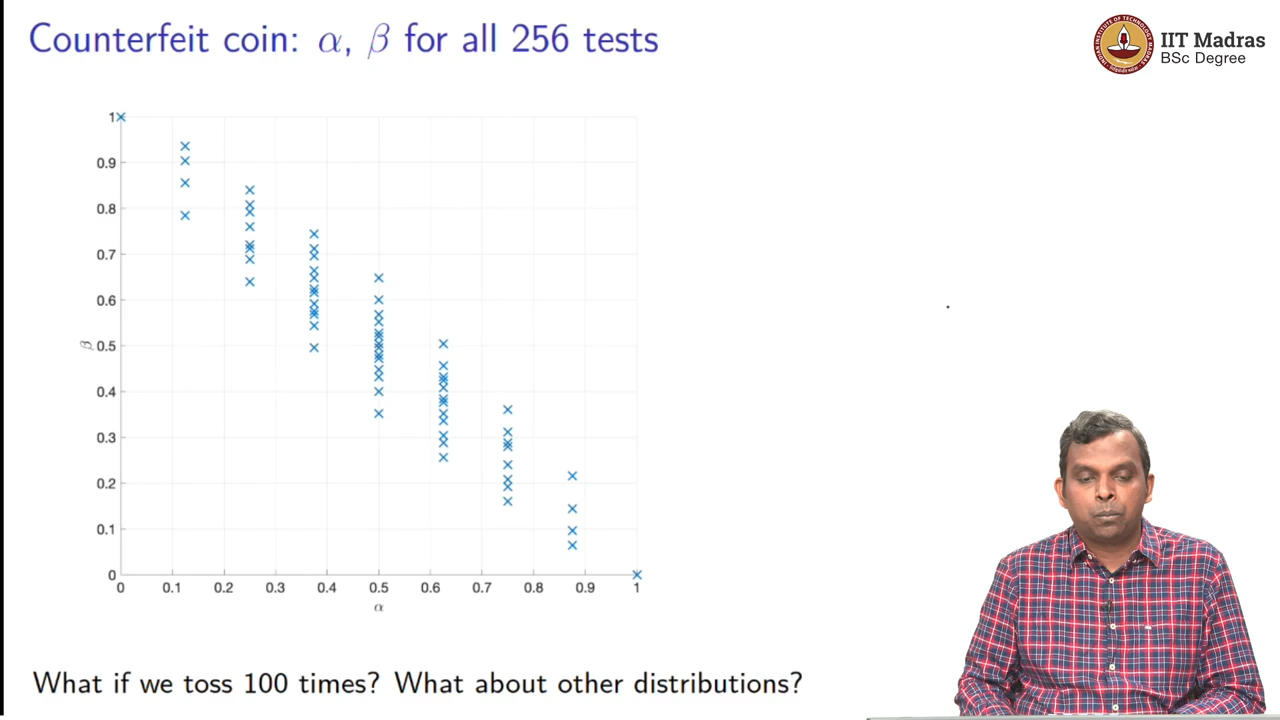 Counterfeit coin: α, β for all 256 tests
IIT Madras
BSc Degree
1
0.9
0.8
0.7
0.6
0.5
0.4
0.3
0.2
0.1
0
β
0 0.1 0.2 0.3 0.4 0.5 0.6 0.7 0.8 0.9 1
α
What if we toss 100 times? What about other distributions?